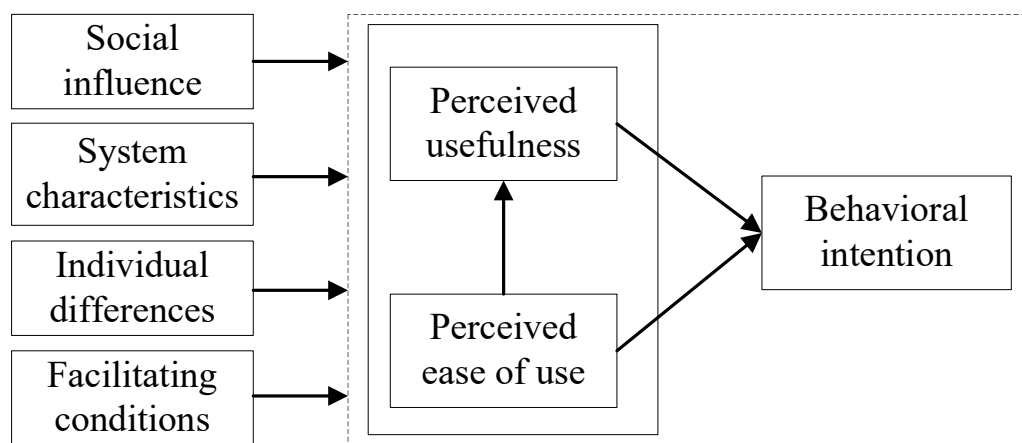 Social
influence
System
characteristics
Individual
differences
Facilitating
conditions
Perceived
usefulness
Perceived
ease of use
Behavioral
intention